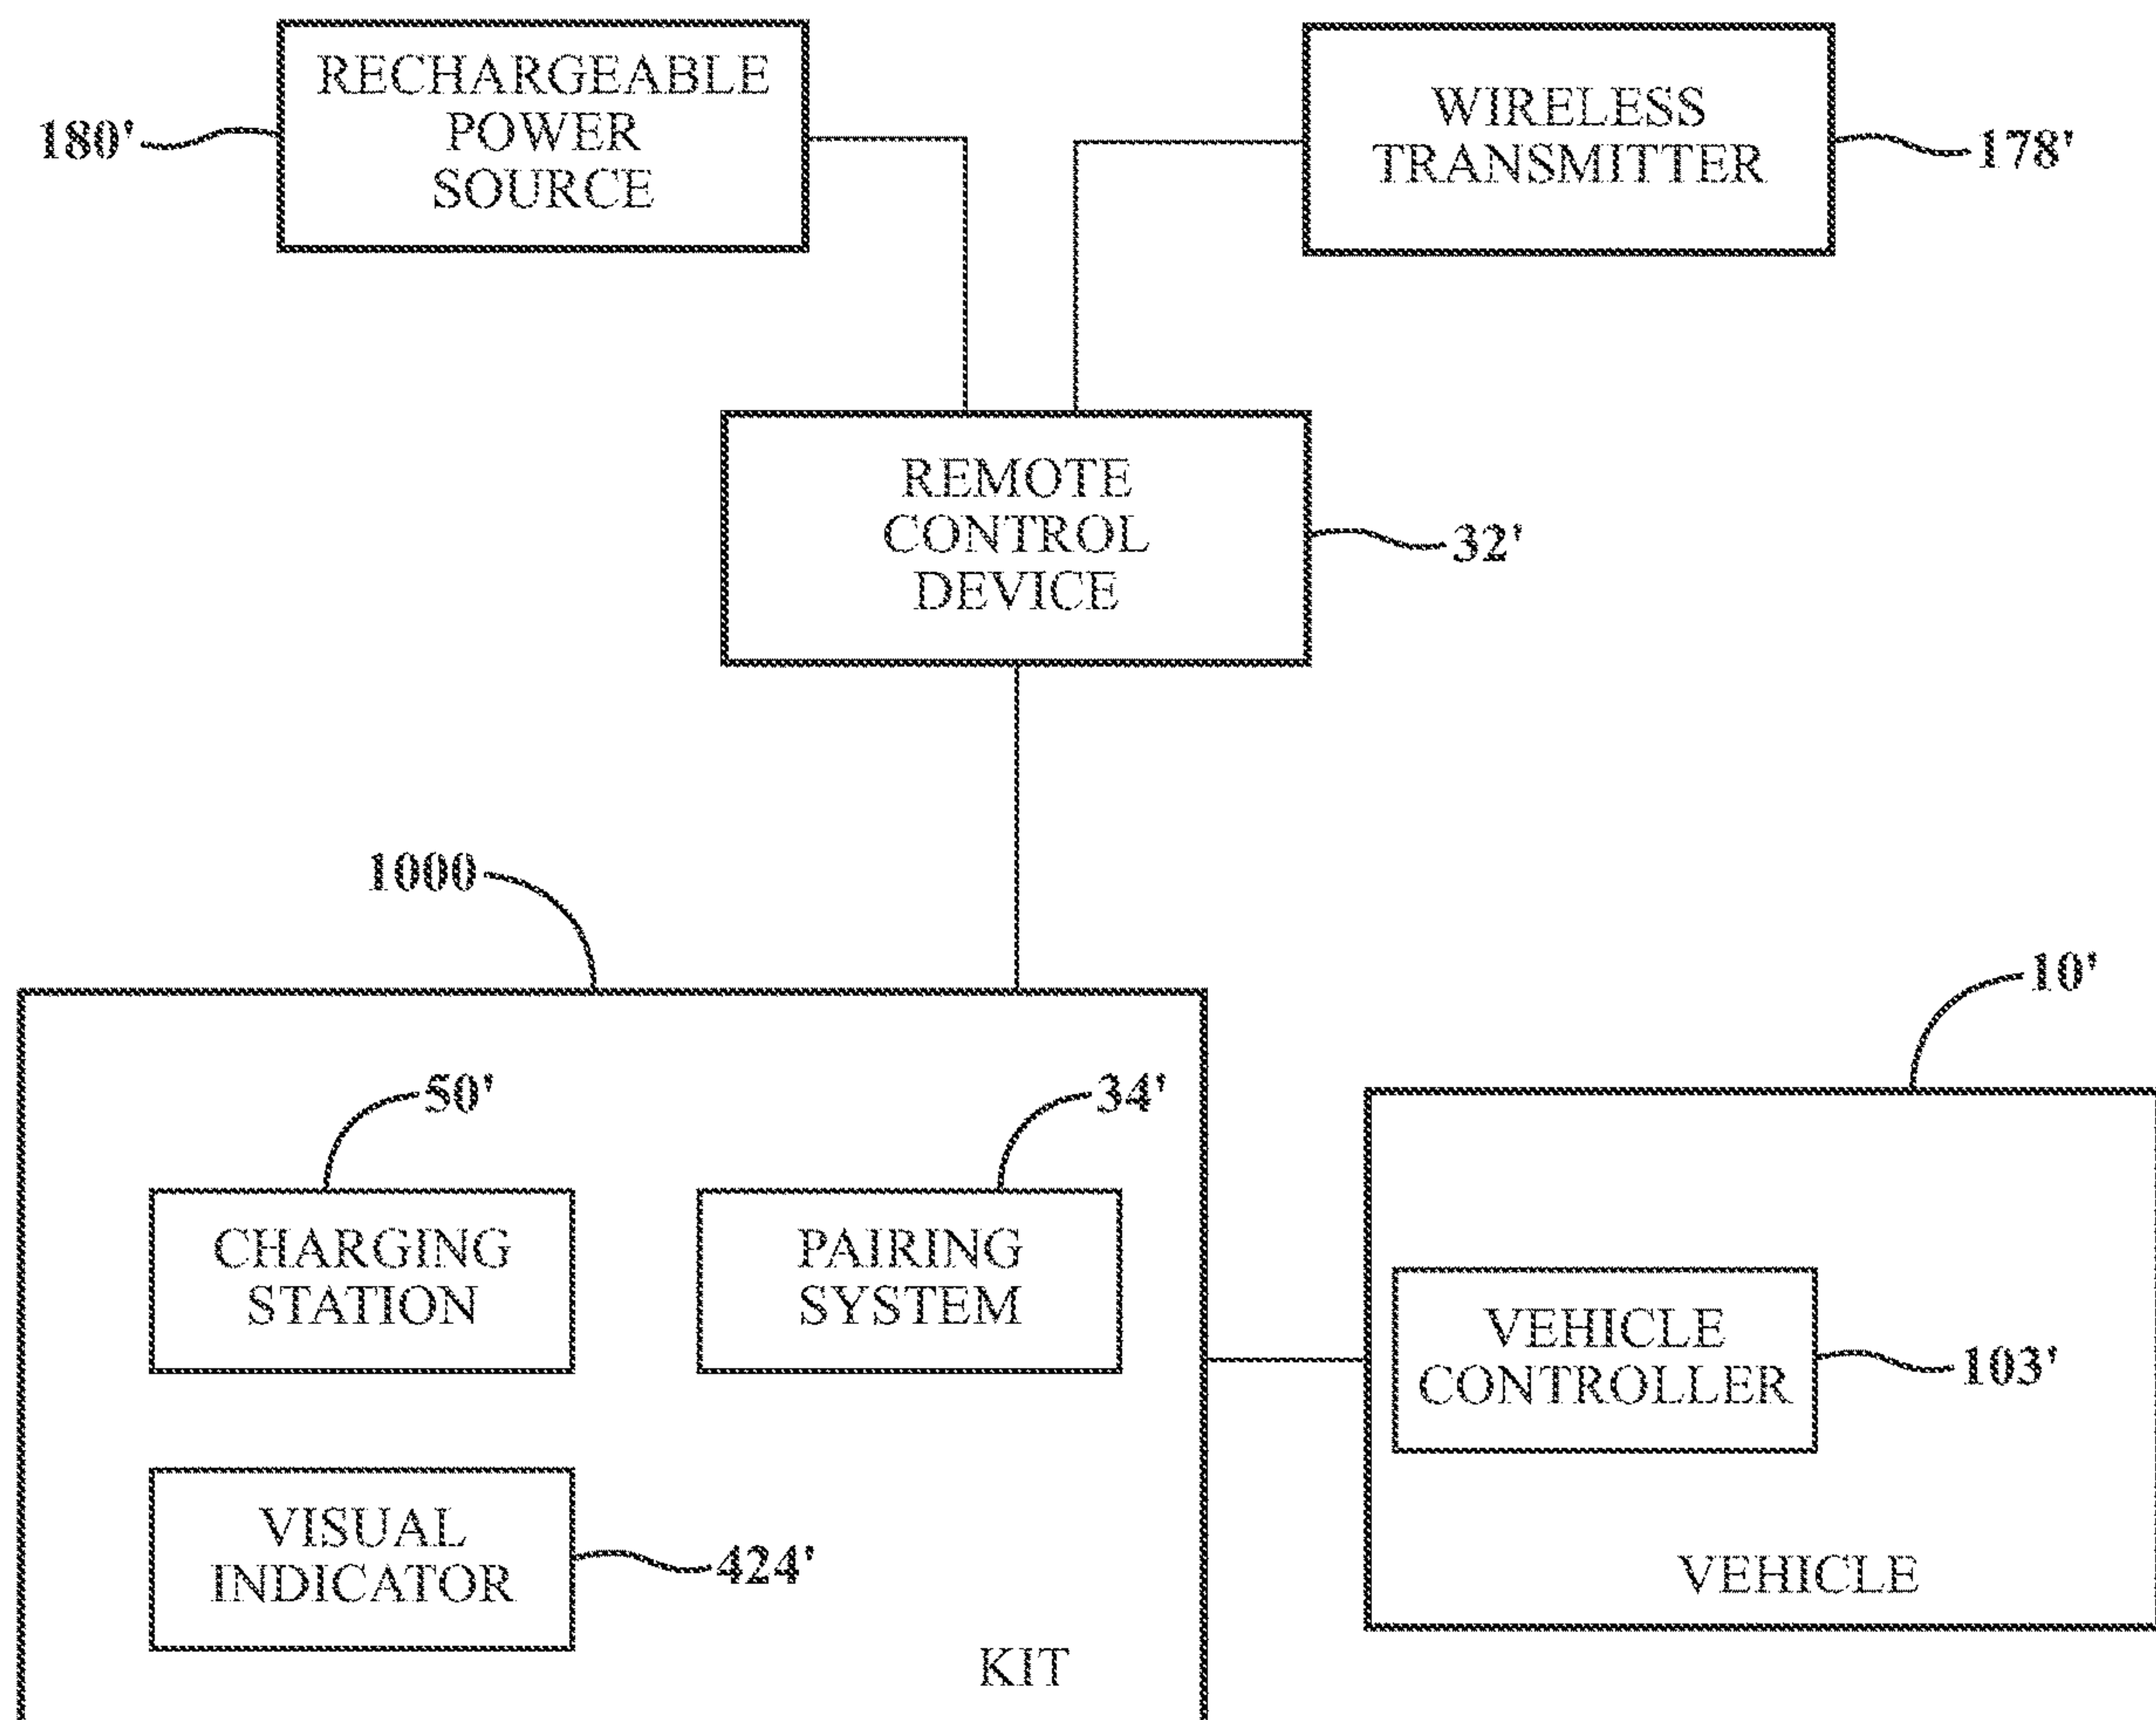 RECHARGEABLE
POWER
SOURCE
180'
WIRELESS
TRANSMITTER
178'
REMOTE
CONTROL
DEVICE
32'
1000
10'
50'
34'
CHARGING
STATION
PAIRING
SYSTEM
VEHICLE
CONTROLLER
103'
VISUAL
INDICATOR
424'
VEHICLE
KIT